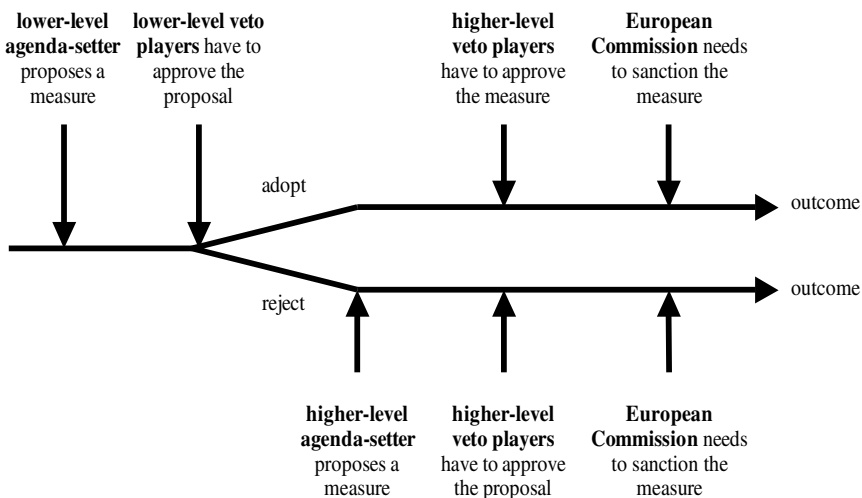 lower-level
agenda-setter
proposes a
measure
lower-level veto
players have to
approve the
proposal
higher-level
veto players
have to approve
the measure
European
Commission needs
to sanction the
measure
adopt
outcome
reject
outcome
higher-level
agenda-setter
proposes a
measure
higher-level
veto players
have to approve
the proposal
European
Commission needs
to sanction the
measure